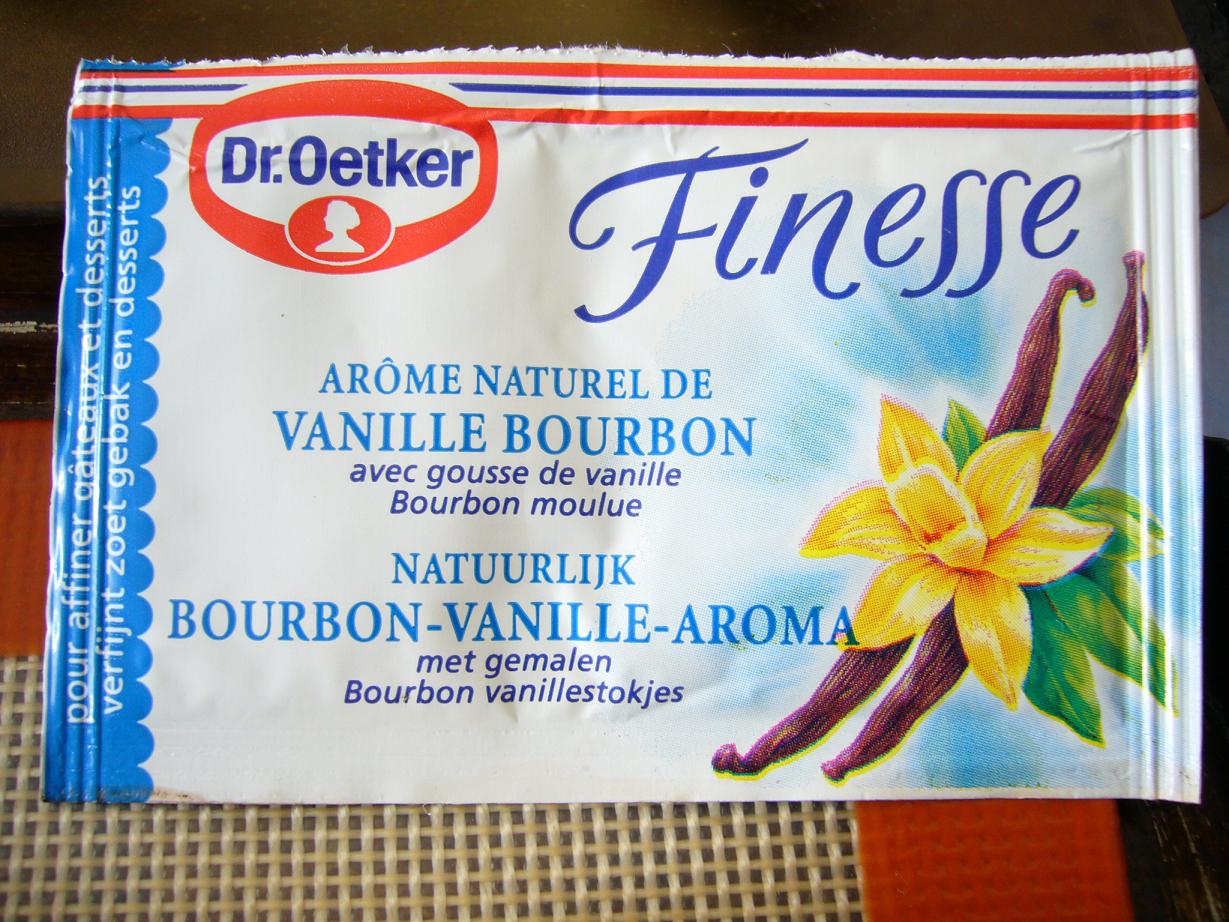 Dr. Oetker
Finesse
ARÔME NATUREL DE
VANILLE BOURBON
avec gousse de vanille
Bourbon moulue
NATUURLIJK
BOURBON-VANILLE-AROMA
met gemalen
Bourbon vanillestokjes
pour affiner gâteaux et desserts
verfijnt zoet gebak en desserts